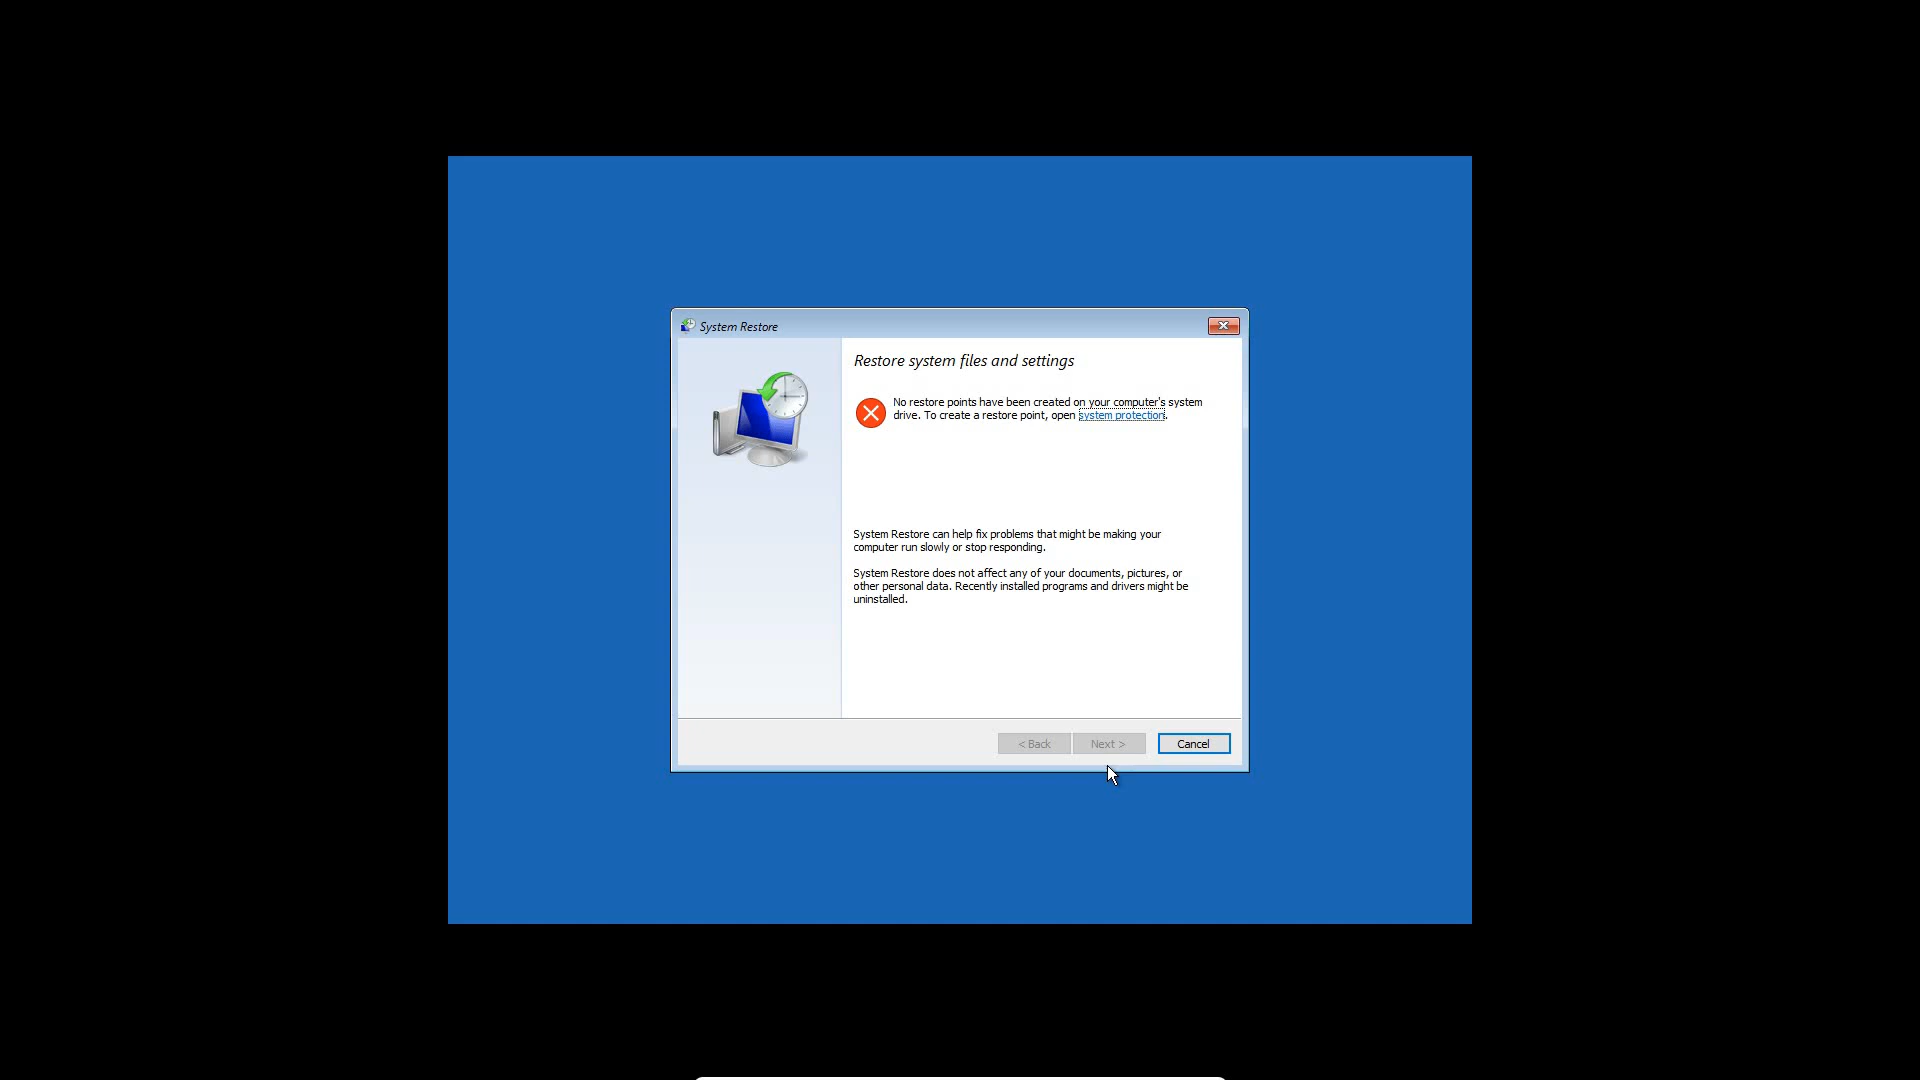 System Restore
Restore system files and settings
No restore points have been created on your computer's system
drive. To create a restore point, open system protection.
System Restore can help fix problems that might be making your
computer run slowly or stop responding.
System Restore does not affect any of your documents, pictures, or
other personal data. Recently installed programs and drivers might be
uninstalled.
< Back
Next >
Cancel